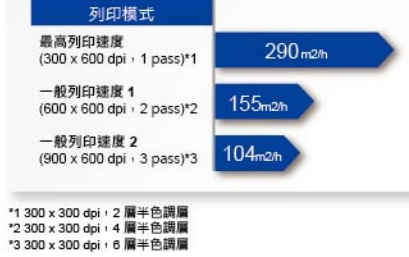 列印模式
最高列印速度
(300 x 600 dpi，1 pass)*1
290 m2/h
一般列印速度 1
(600 x 600 dpi，2 pass)*2
155m2/h
一般列印速度 2
(900 x 600 dpi，3 pass)*3
104m2/h
*1 300 x 300 dpi，2 層半色調層
*2 300 x 300 dpi，4 層半色調層
*3 300 x 300 dpi，6 層半色調層